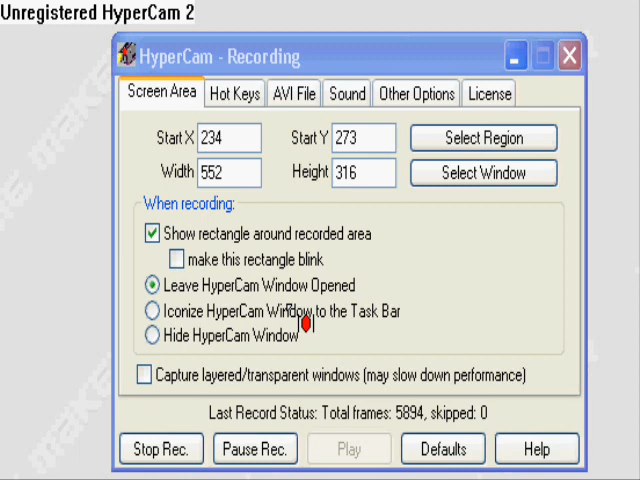 Unregistered HyperCam 2
HyperCam - Recording
Screen Area Hot Keys AVI File Sound Other Options License
Start X 234 Start Y 273 Select Region
Width 552 Height 316 Select Window
When recording:
Show rectangle around recorded area
make this rectangle blink
Leave HyperCam Window Opened
Iconize HyperCam Window to the Task Bar
Hide HyperCam Window
Capture layered/transparent windows (may slow down performance)
Last Record Status: Total frames: 5894, skipped: 0
Stop Rec. Pause Rec. Play Defaults Help